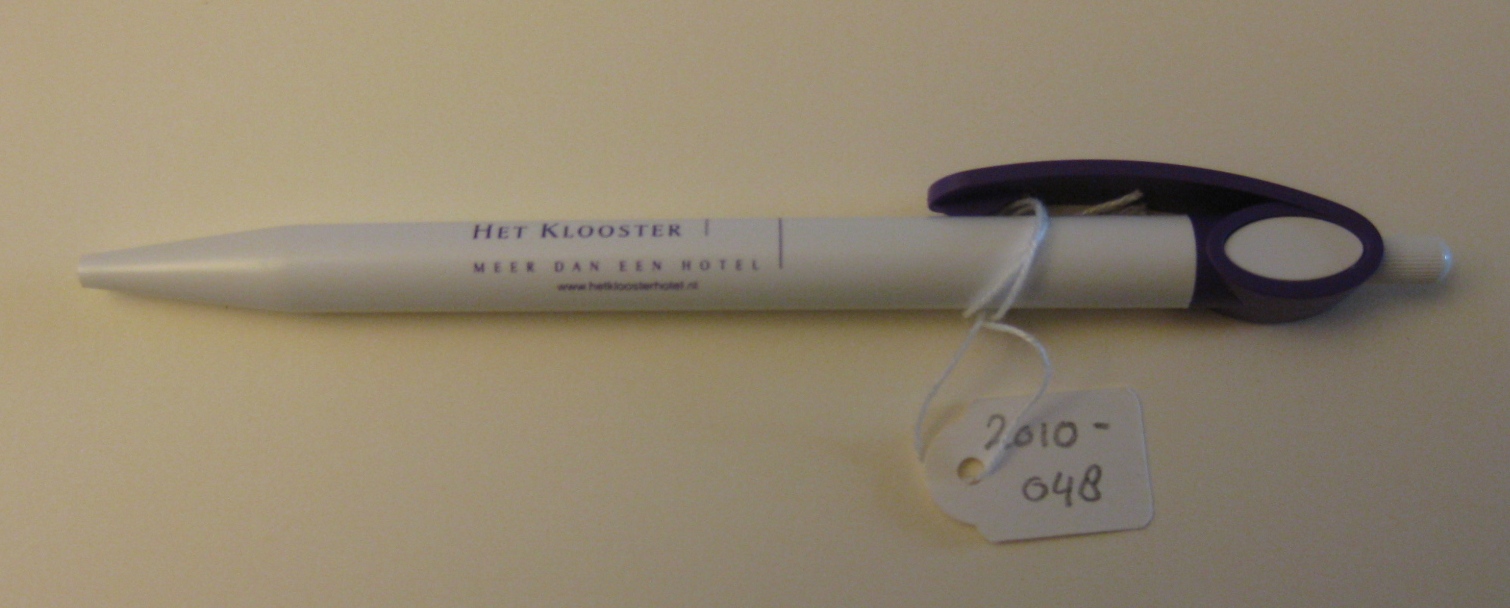 HET KLOOSTER
MEER DAN EEN HOTEL
www.hetkloosterhotel.nl
2010-
048